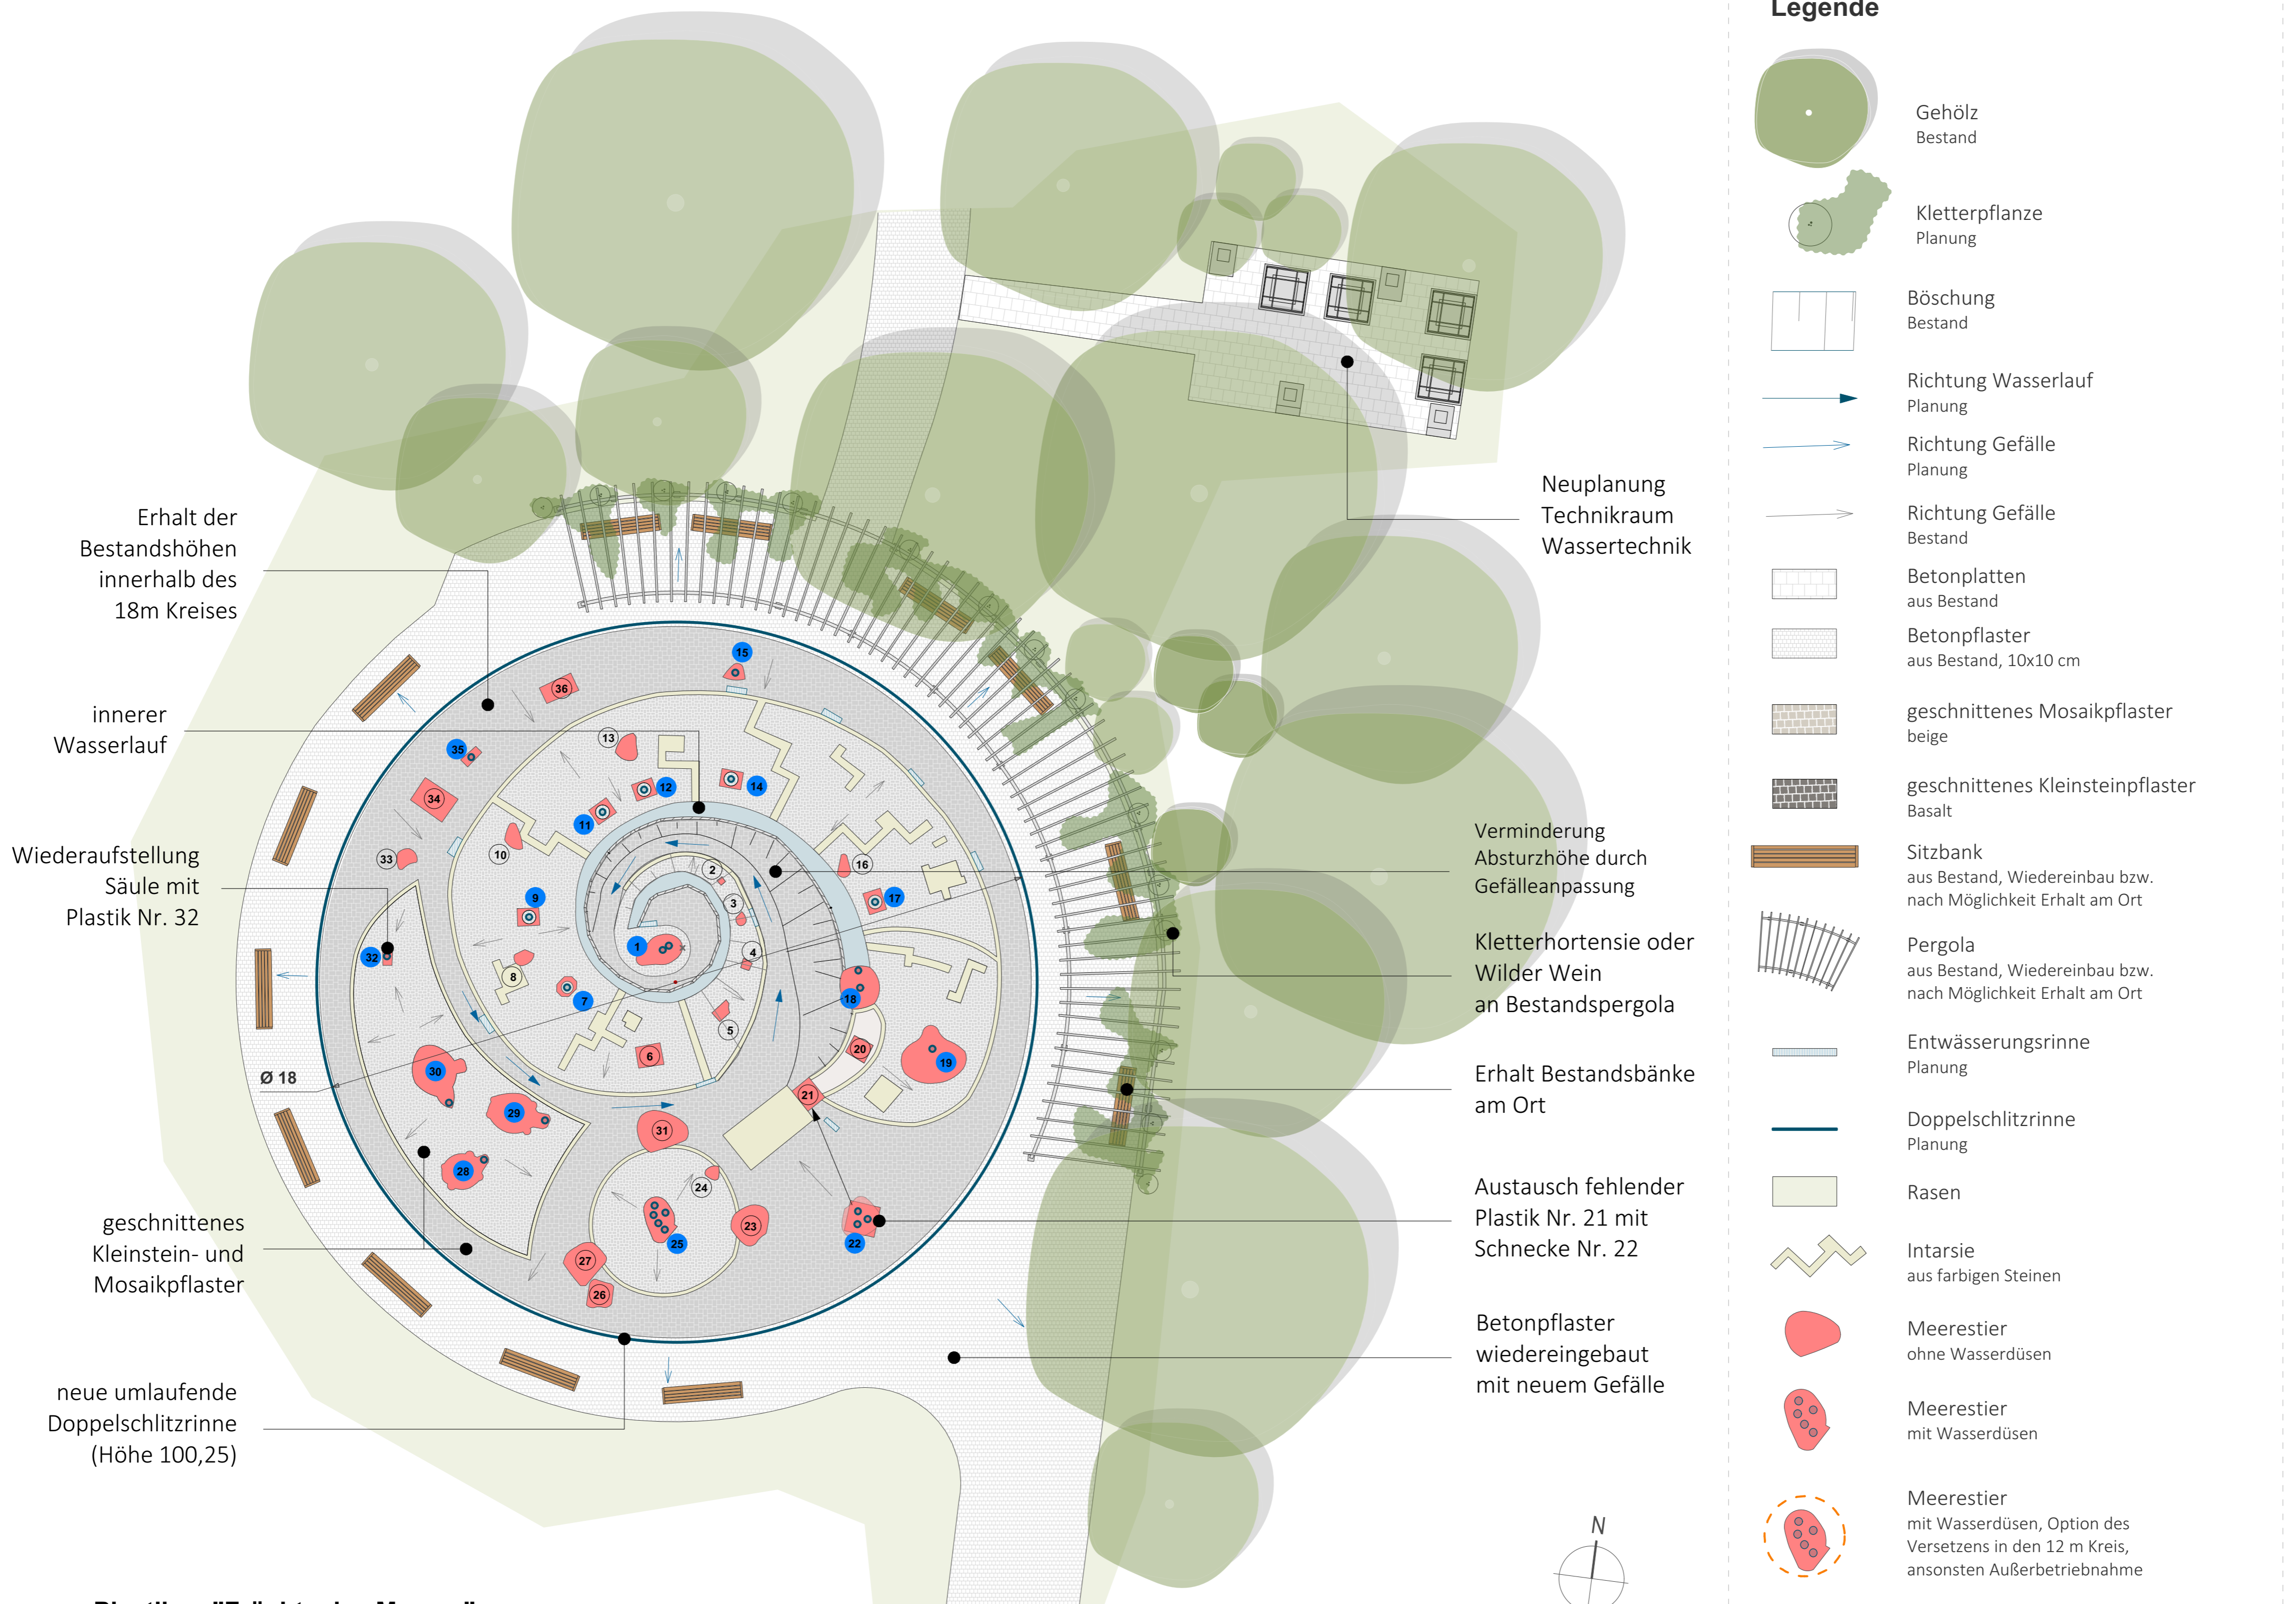 Legende
Gehölz
Bestand
Kletterpflanze
Planung
Böschung
Bestand
Richtung Wasserlauf
Planung
Richtung Gefälle
Planung
Richtung Gefälle
Bestand
Betonplatten
aus Bestand
Betonpflaster
aus Bestand, 10x10 cm
geschnittenes Mosaikpflaster
beige
geschnittenes Kleinsteinpflaster
Basalt
Sitzbank
aus Bestand, Wiedereinbau bzw.
nach Möglichkeit Erhalt am Ort
Pergola
aus Bestand, Wiedereinbau bzw.
nach Möglichkeit Erhalt am Ort
Entwässerungsrinne
Planung
Doppelschlitzrinne
Planung
Rasen
Intarsie
aus farbigen Steinen
Meerestier
ohne Wasserdüsen
Meerestier
mit Wasserdüsen
Meerestier
mit Wasserdüsen, Option des
Versetzens in den 12 m Kreis,
ansonsten Außerbetriebnahme
Erhalt der
Bestandshöhen
innerhalb des
18m Kreises
innerer
Wasserlauf
Wiederaufstellung
Säule mit
Plastik Nr. 32
Ø 18
geschnittenes
Kleinstein- und
Mosaikpflaster
neue umlaufende
Doppelschlitzrinne
(Höhe 100,25)
Neuplanung
Technikraum
Wassertechnik
Verminderung
Absturzhöhe durch
Gefälleanpassung
Kletterhortensie oder
Wilder Wein
an Bestandspergola
Erhalt Bestandsbänke
am Ort
Austausch fehlender
Plastik Nr. 21 mit
Schnecke Nr. 22
Betonpflaster
wiedereingebaut
mit neuem Gefälle
N
15
36
13
35
12
14
34
11
10
33
16
2
9
17
3
1
4
32
8
7
18
5
20
6
19
30
21
29
31
28
24
23
25
22
27
26